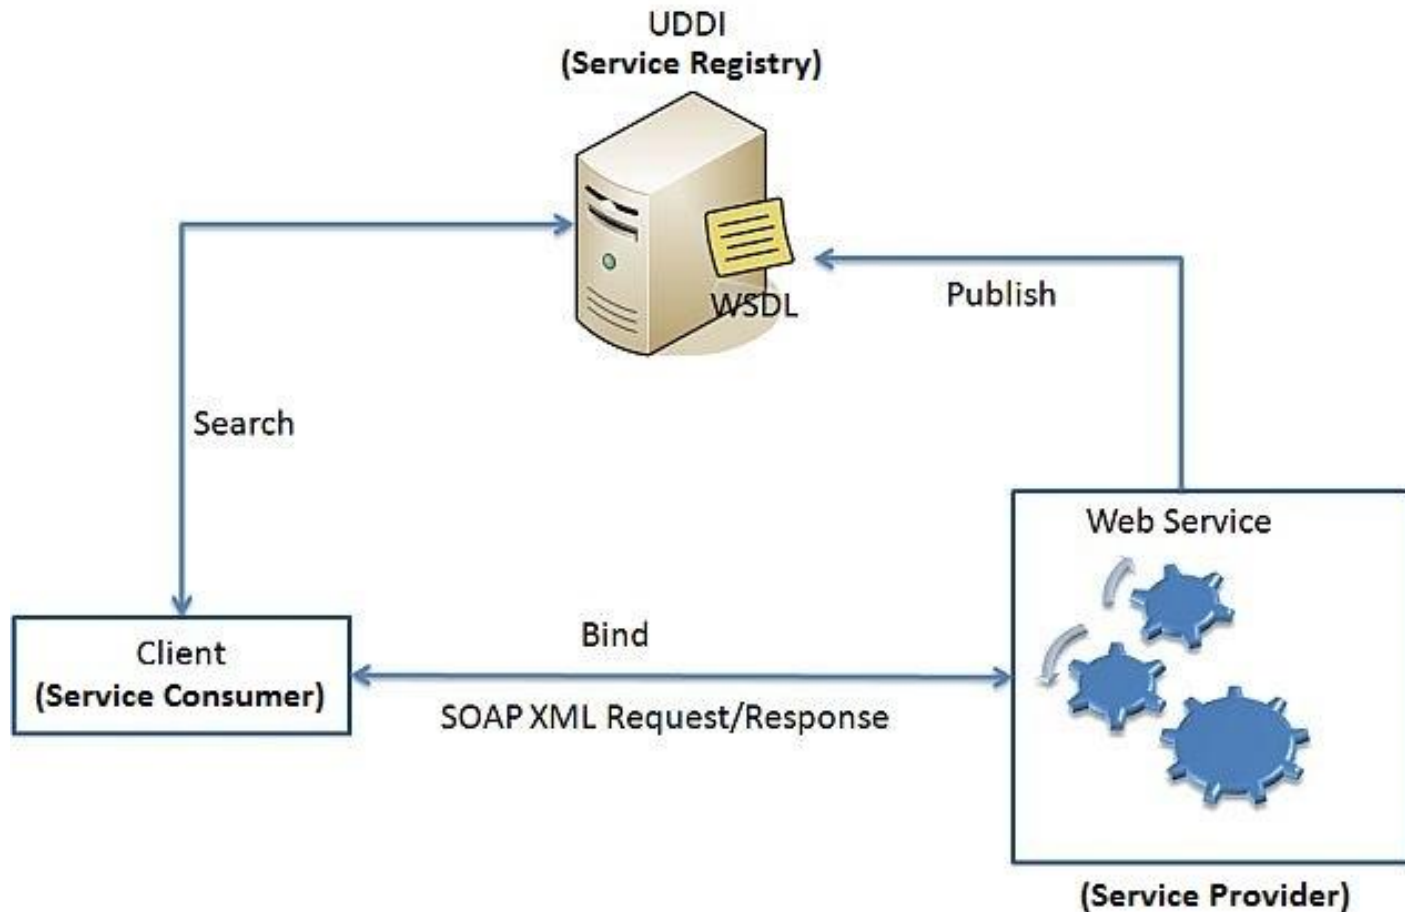 UDDI
(Service Registry)
WSDL
Publish
Search
Web Service
Client
(Service Consumer)
Bind
SOAP XML Request/Response
(Service Provider)